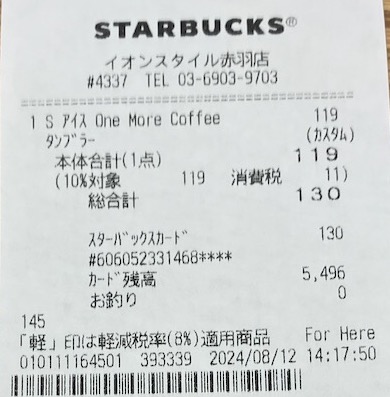 STARBUCKS®
イオンスタイル赤羽店
#4337 TEL 03-6903-9703
1 S アイス One More Coffee 119
タンブラー (カスタム)
本体合計(1点) 119
(10%対象 119 消費税 11)
総合計 130
スターバックスカード 130
#606052331468****
カード残高 5,496
お釣り 0
145
「軽」印は軽減税率(8%)適用商品 For Here
010111164501 393339 2024/08/12 14:17:50